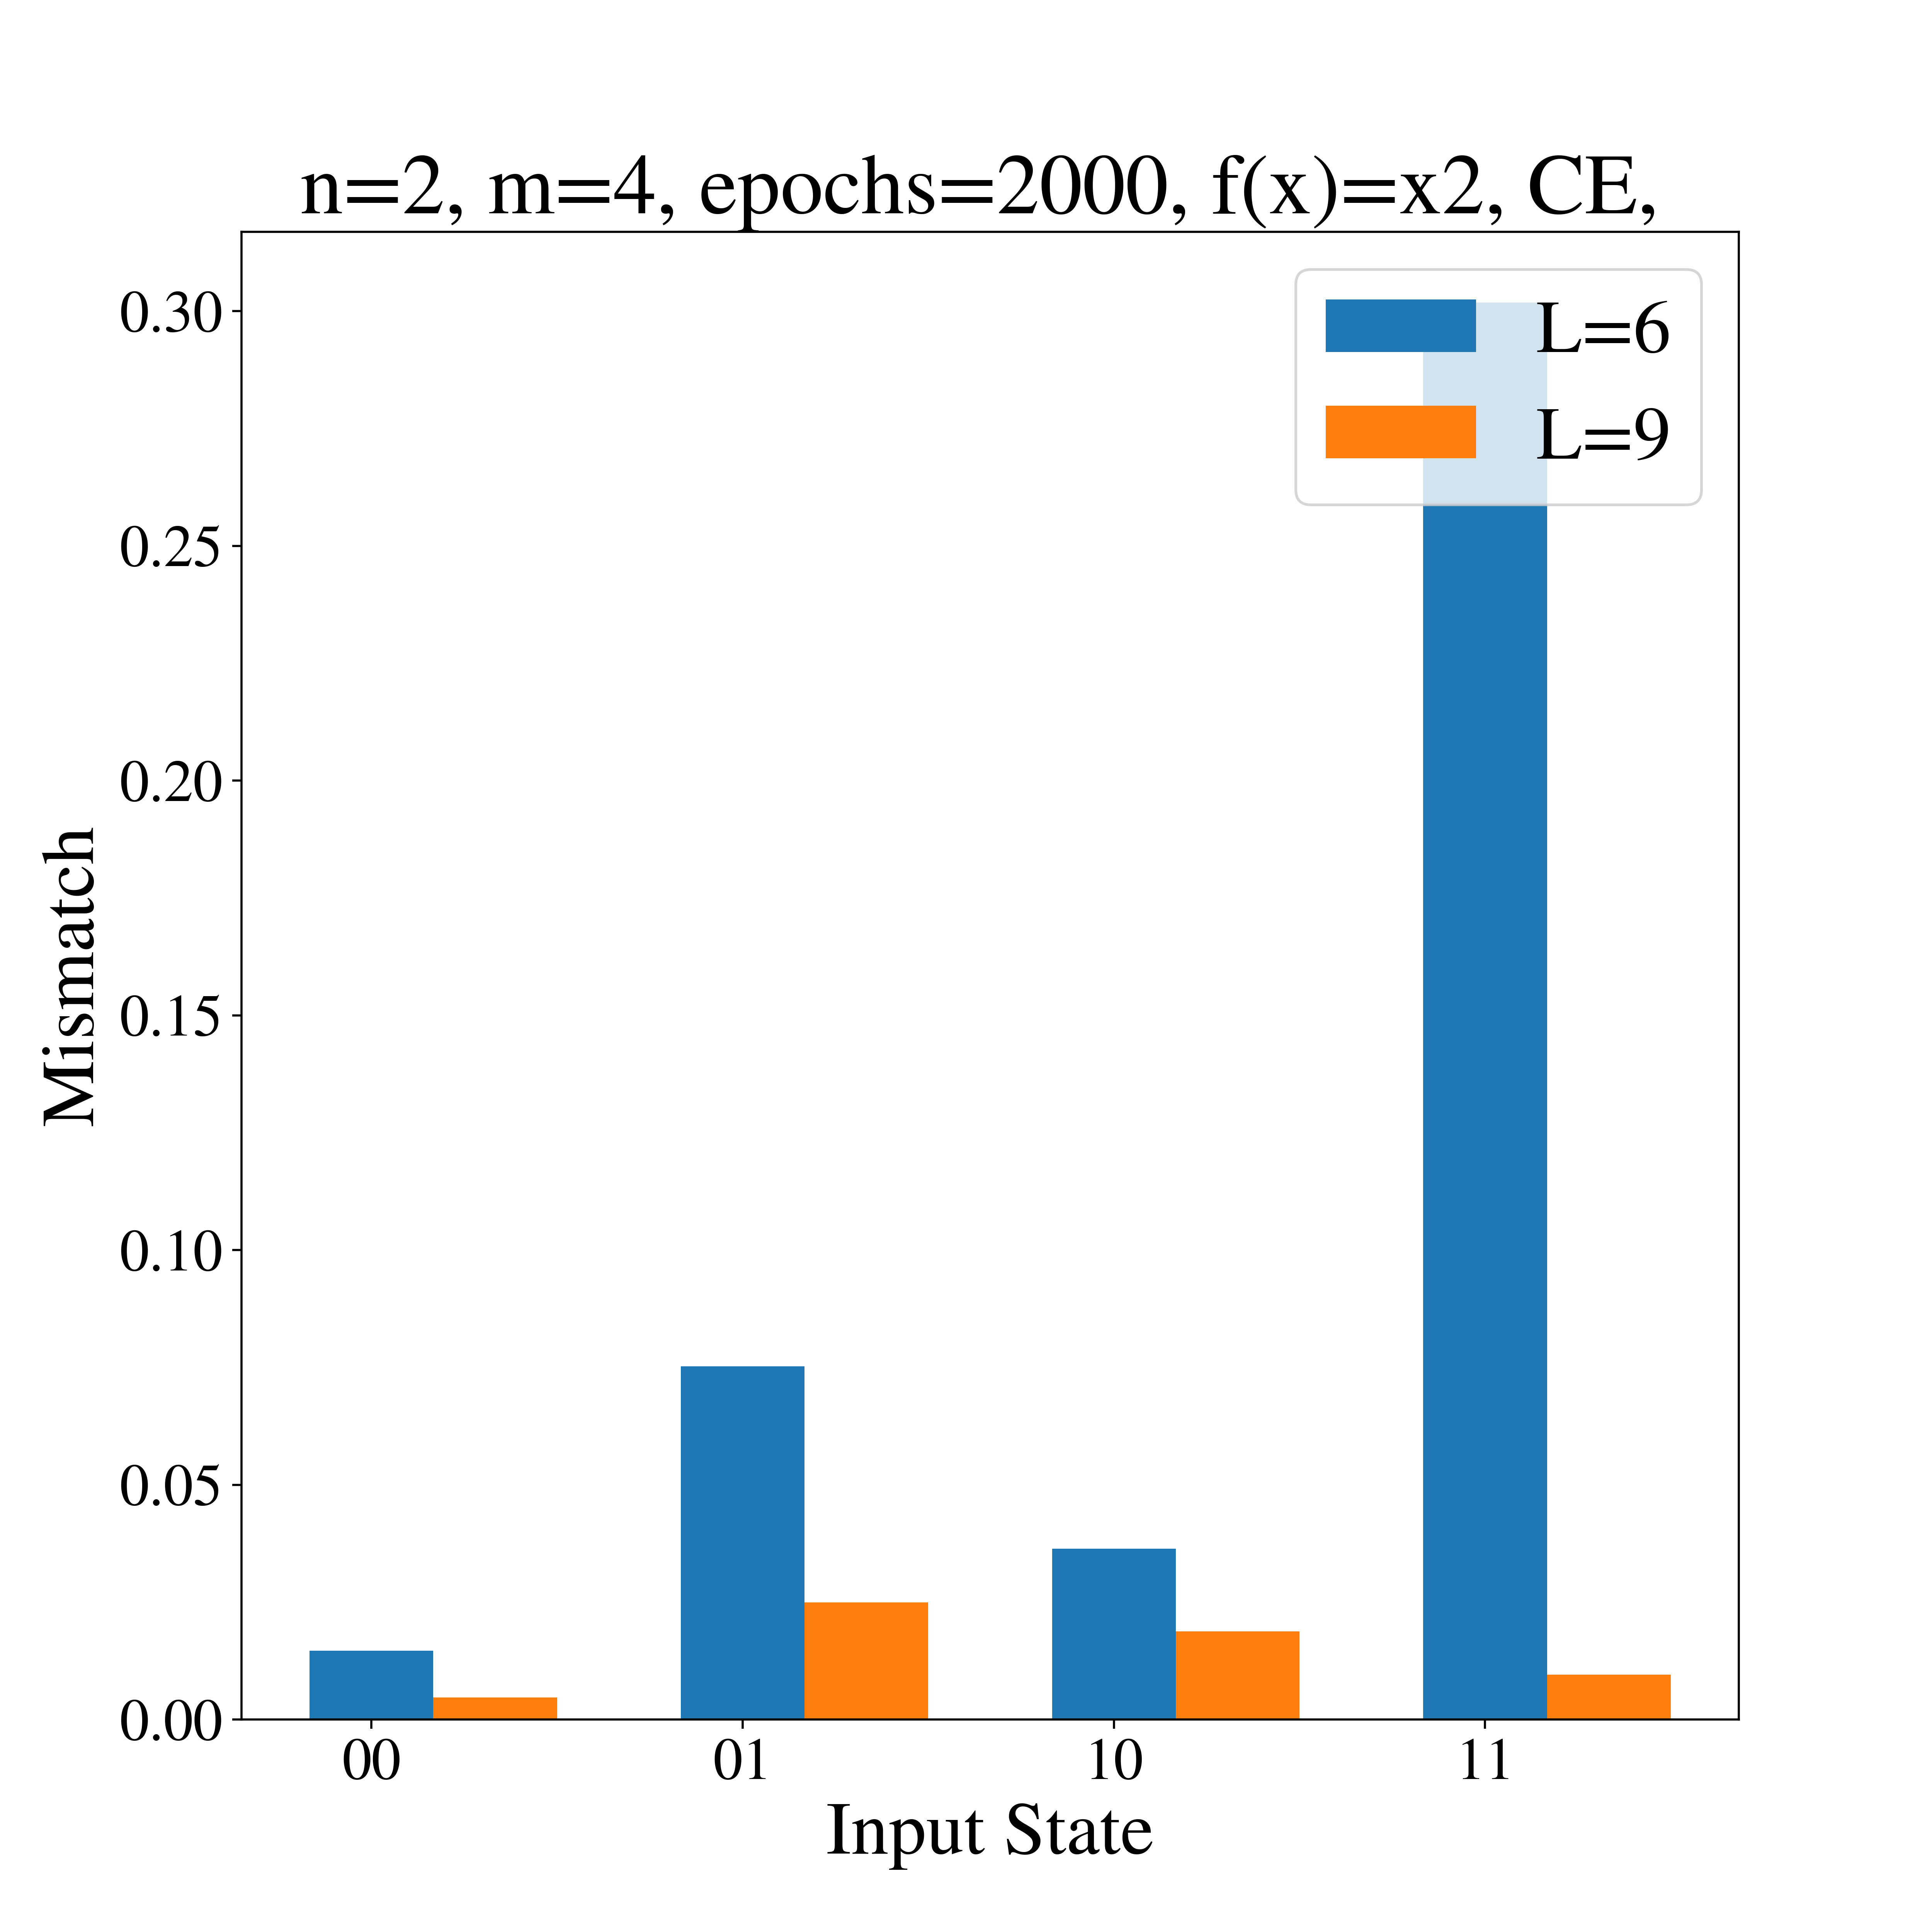 n=2, m=4, epochs=2000, f(x)=x2, CE,
L=6
L=9
0.30
0.25
0.20
0.15
0.10
0.05
0.00
Mismatch
00 01 10 11
Input State